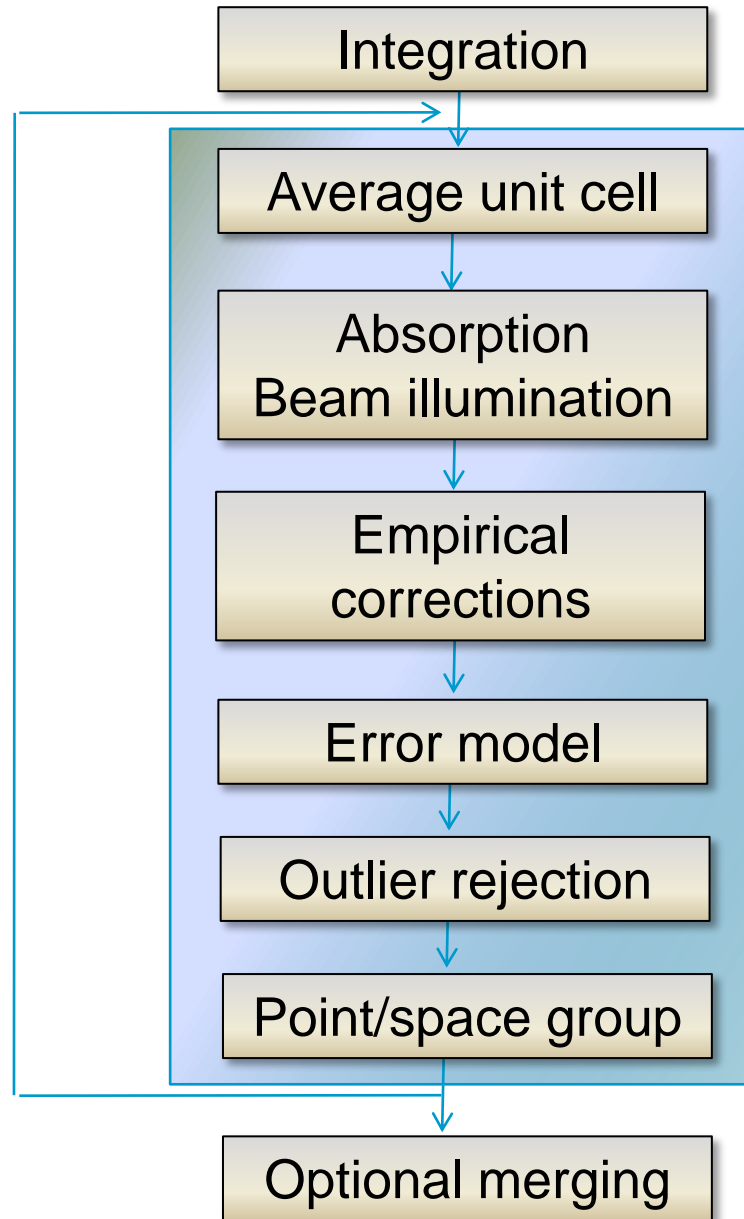 Integration
Average unit cell
Absorption
Beam illumination
Empirical
corrections
Error model
Outlier rejection
Point/space group
Optional merging